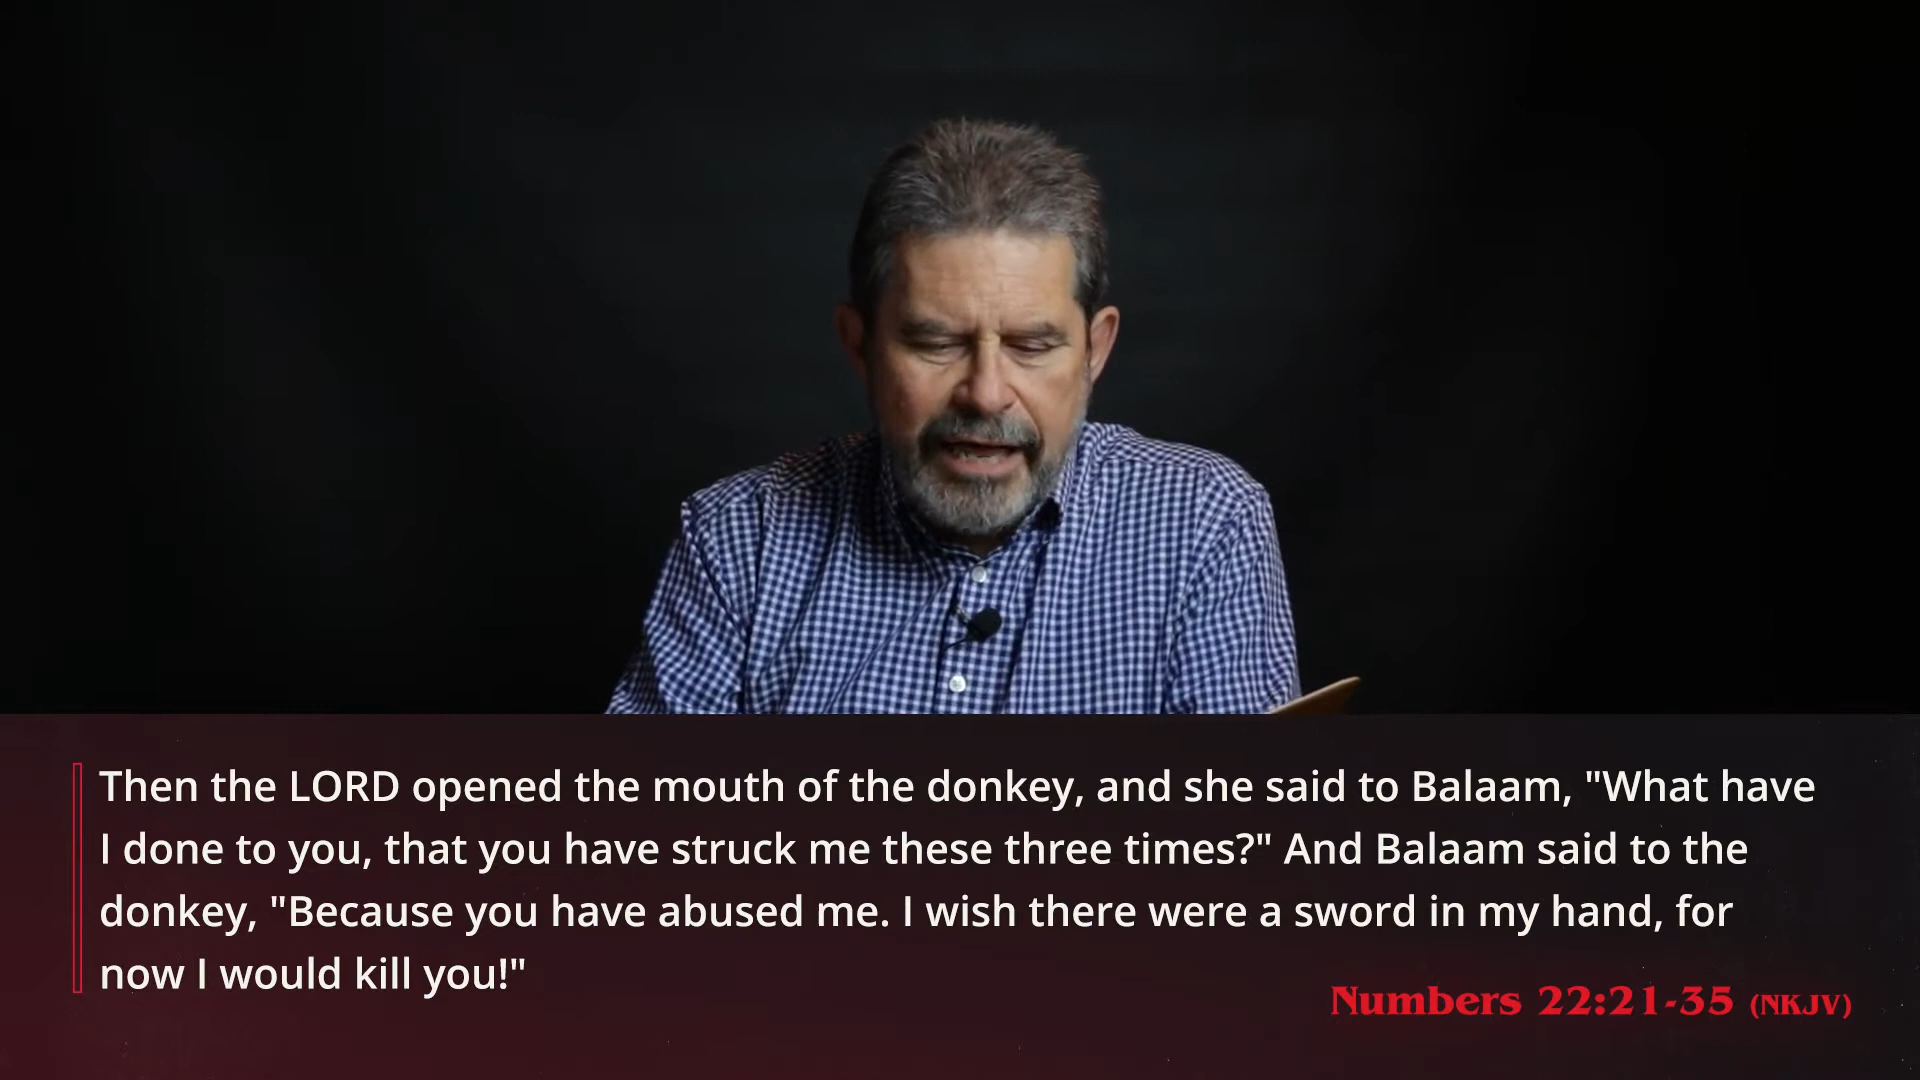 Then the LORD opened the mouth of the donkey, and she said to Balaam, "What have
I done to you, that you have struck me these three times?" And Balaam said to the
donkey, "Because you have abused me. I wish there were a sword in my hand, for
now I would kill you!"
Numbers 22:21-35 (NKJV)